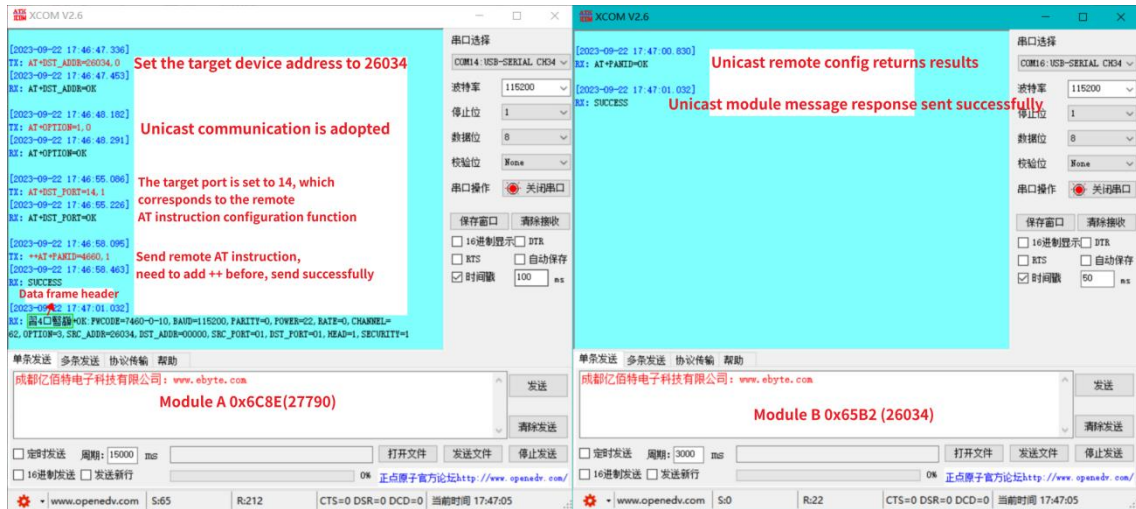 XCOM V2.6
[2023-09-22 17:46:47.336]
TX: AT+DST_ADDR=26034,0
Set the target device address to 26034
[2023-09-22 17:46:47.453]
RX: AT+DST_ADDR=OK
[2023-09-22 17:46:48.182]
TX: AT+OPTION=1,0
Unicast communication is adopted
[2023-09-22 17:46:48.291]
RX: AT+OPTION=OK
[2023-09-22 17:46:55.086]
TX: AT+DST_PORT=14,1
[2023-09-22 17:46:55.226]
RX: AT+DST_PORT=OK
The target port is set to 14, which
corresponds to the remote
AT instruction configuration function
[2023-09-22 17:46:58.095]
TX: ++AT+PANID=4660,1
[2023-09-22 17:46:58.463]
RX: SUCCESS
Send remote AT instruction,
need to add ++ before, send successfully
Data frame header
[2023-09-22 17:47:01.032]
RX: =OK:FWCODE=7460-0-10, BAUD=115200, PARITY=0, POWER=22, RATE=0, CHANNEL=
62, OPTION=3, SRC_ADDR=26034, DST_ADDR=00000, SRC_PORT=01, DST_PORT=01, HEAD=1, SECURITY=1
串口选择
COM14:USB-SERIAL CH34
波特率 115200
停止位 1
数据位 8
校验位 None
串口操作 关闭串口
保存窗口 清除接收
16进制显示 DTR
RTS 自动保存
时间戳 100 ms
单条发送 多条发送 协议传输 帮助
成都亿佰特电子科技有限公司：www.ebyte.com
Module A 0x6C8E(27790)
发送
清除发送
定时发送 周期: 15000 ms 打开文件 发送文件 停止发送
16进制发送 发送新行 0% 正点原子官方论坛http://www.openedv.com/
www.openedv.com S:65 R:212 CTS=0 DSR=0 DCD=0 当前时间 17:47:05
XCOM V2.6
[2023-09-22 17:47:00.830]
RX: AT+PANID=OK
Unicast remote config returns results
[2023-09-22 17:47:01.032]
RX: SUCCESS
Unicast module message response sent successfully
串口选择
COM16:USB-SERIAL CH34
波特率 115200
停止位 1
数据位 8
校验位 None
串口操作 关闭串口
保存窗口 清除接收
16进制显示 DTR
RTS 自动保存
时间戳 50 ms
单条发送 多条发送 协议传输 帮助
成都亿佰特电子科技有限公司：www.ebyte.com
Module B 0x65B2 (26034)
发送
清除发送
定时发送 周期: 3000 ms 打开文件 发送文件 停止发送
16进制发送 发送新行 0% 正点原子官方论坛http://www.openedv.com/
www.openedv.com S:0 R:22 CTS=0 DSR=0 DCD=0 当前时间 17:47:05